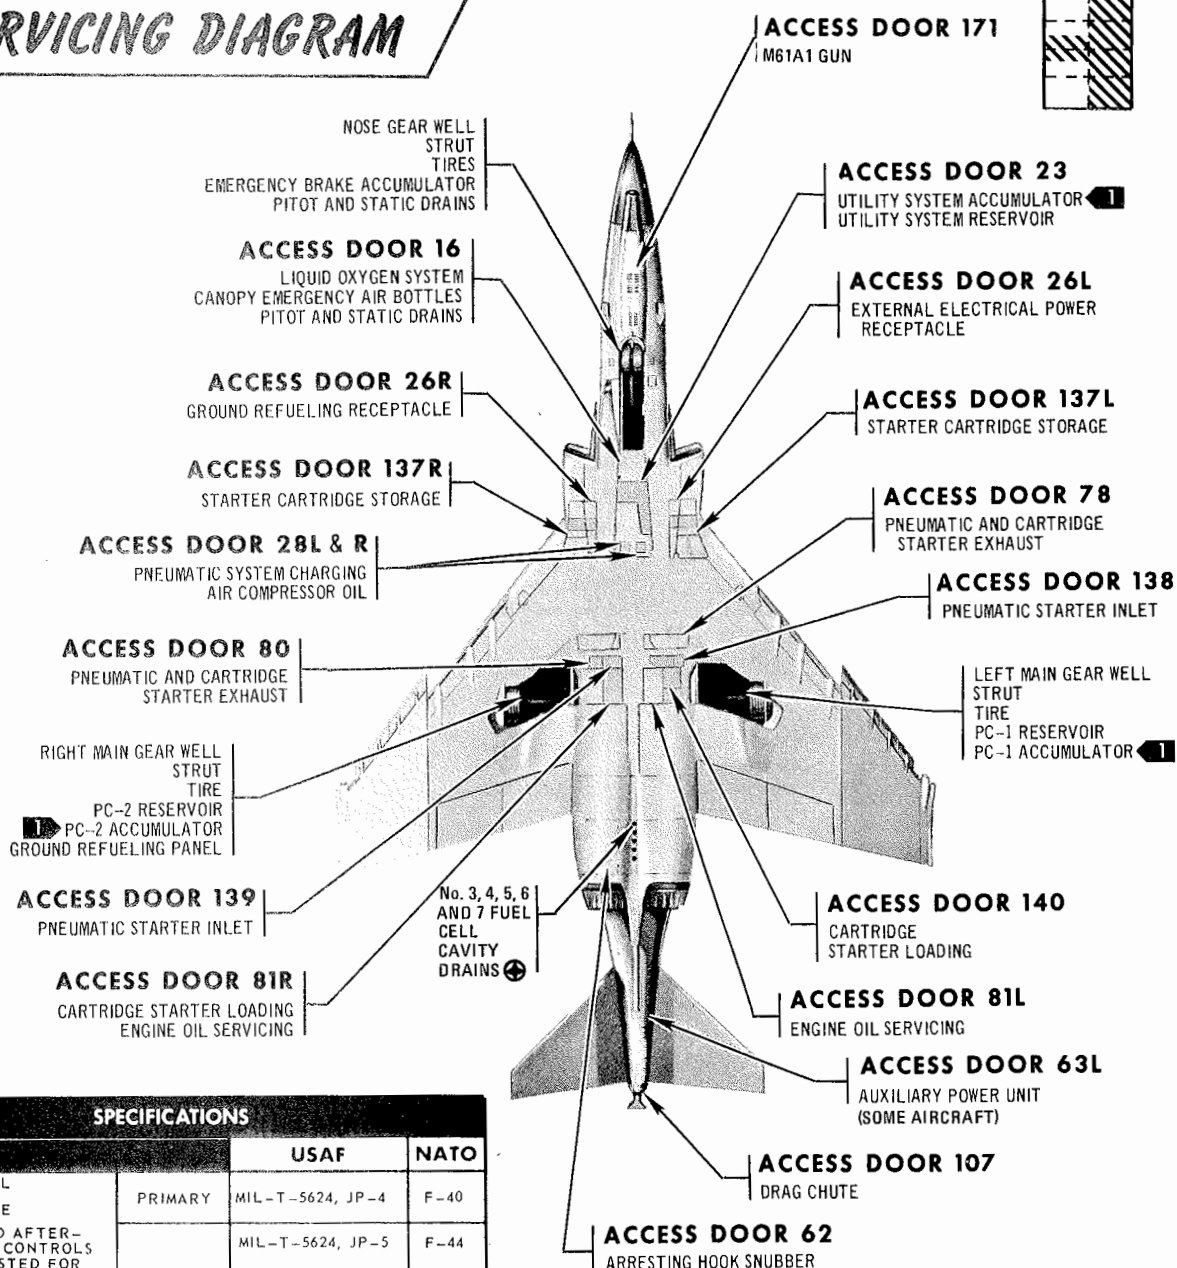 RVICING DIAGRAM
ACCESS DOOR 171
M61A1 GUN
NOSE GEAR WELL
STRUT
TIRES
EMERGENCY BRAKE ACCUMULATOR
PITOT AND STATIC DRAINS
ACCESS DOOR 23
UTILITY SYSTEM ACCUMULATOR 1
UTILITY SYSTEM RESERVOIR
ACCESS DOOR 16
LIQUID OXYGEN SYSTEM
CANOPY EMERGENCY AIR BOTTLES
PITOT AND STATIC DRAINS
ACCESS DOOR 26L
EXTERNAL ELECTRICAL POWER
RECEPTACLE
ACCESS DOOR 26R
GROUND REFUELING RECEPTACLE
ACCESS DOOR 137L
STARTER CARTRIDGE STORAGE
ACCESS DOOR 137R
STARTER CARTRIDGE STORAGE
ACCESS DOOR 78
PNEUMATIC AND CARTRIDGE
STARTER EXHAUST
ACCESS DOOR 28L & R
PNEUMATIC SYSTEM CHARGING
AIR COMPRESSOR OIL
ACCESS DOOR 138
PNEUMATIC STARTER INLET
ACCESS DOOR 80
PNEUMATIC AND CARTRIDGE
STARTER EXHAUST
LEFT MAIN GEAR WELL
STRUT
TIRE
PC-1 RESERVOIR
PC-1 ACCUMULATOR 1
RIGHT MAIN GEAR WELL
STRUT
TIRE
PC-2 RESERVOIR
1 PC-2 ACCUMULATOR
GROUND REFUELING PANEL
ACCESS DOOR 139
PNEUMATIC STARTER INLET
No. 3, 4, 5, 6
AND 7 FUEL
CELL
CAVITY
DRAINS
ACCESS DOOR 140
CARTRIDGE
STARTER LOADING
ACCESS DOOR 81R
CARTRIDGE STARTER LOADING
ENGINE OIL SERVICING
ACCESS DOOR 81L
ENGINE OIL SERVICING
ACCESS DOOR 63L
AUXILIARY POWER UNIT
(SOME AIRCRAFT)
ACCESS DOOR 107
DRAG CHUTE
ACCESS DOOR 62
ARRESTING HOOK SNUBBER
SPECIFICATIONS
USAF NATO
L
E
PRIMARY MIL-T-5624, JP-4 F-40
D AFTER-
CONTROLS
STED FOR
MIL-T-5624, JP-5 F-44